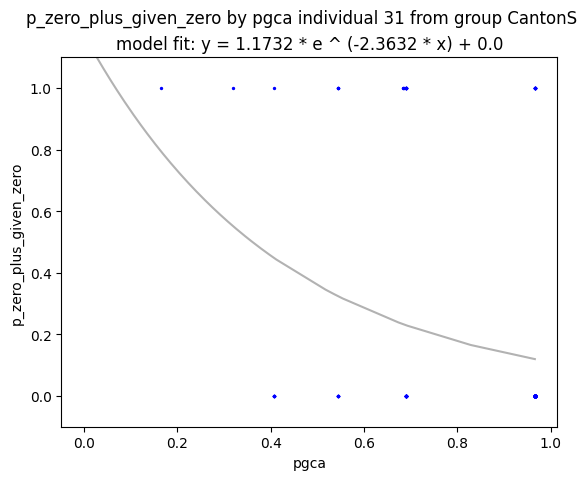 p_zero_plus_given_zero by pgca individual 31 from group CantonS
model fit: y = 1.1732 * e ^ (-2.3632 * x) + 0.0
1.0
0.8
0.6
0.4
0.2
0.0
p_zero_plus_given_zero
0.0 0.2 0.4 0.6 0.8 1.0
pgca